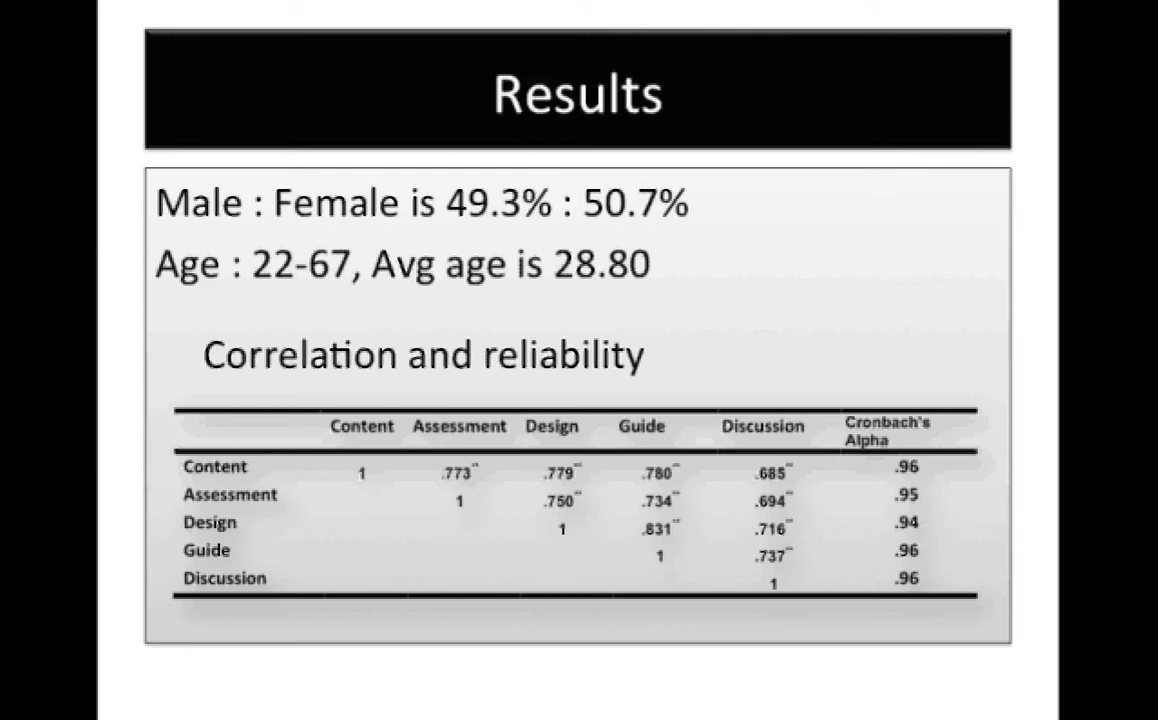 Results
Male : Female is 49.3% : 50.7%
Age : 22-67, Avg age is 28.80
Correlation and reliability
Content Assessment Design Guide Discussion Cronbach's Alpha
Content 1 .773** .779** .780** .685** .96
Assessment 1 .750** .734** .694** .95
Design 1 .831** .716** .94
Guide 1 .737** .96
Discussion 1 .96